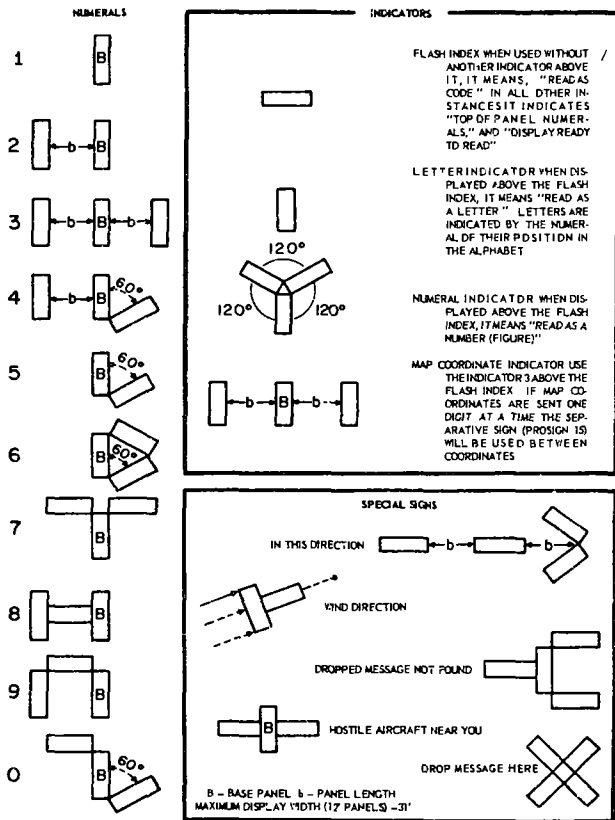 NUMERALS
1
B
2
b
B
3
b
B
b
4
b
B
60°
5
B
60°
6
B
60°
7
B
8
B
9
B
0
B
60°
INDICATORS
FLASH INDEX WHEN USED WITHOUT /
ANOTHER INDICATOR ABOVE
IT, IT MEANS, "READ AS
CODE" IN ALL OTHER IN-
STANCES IT INDICATES
"TOP OF PANEL NUMER-
ALS," AND "DISPLAY READY
TO READ"
LETTER INDICATOR WHEN DIS-
PLAYED ABOVE THE FLASH
INDEX, IT MEANS "READ AS
A LETTER" LETTERS ARE
INDICATED BY THE NUMER-
AL OF THEIR POSITION IN
THE ALPHABET
120°
120°
120°
NUMERAL INDICATOR WHEN DIS-
PLAYED ABOVE THE FLASH
INDEX, IT MEANS "READ AS A
NUMBER (FIGURE)"
MAP COORDINATE INDICATOR USE
THE INDICATOR 3 ABOVE THE
FLASH INDEX IF MAP CO-
ORDINATES ARE SENT ONE
DIGIT AT A TIME THE SEP-
ARATIVE SIGN (PROSIGN 15)
WILL BE USED BETWEEN
COORDINATES
b
B
b
SPECIAL SIGNS
IN THIS DIRECTION
b
b
WIND DIRECTION
DROPPED MESSAGE NOT FOUND
B
HOSTILE AIRCRAFT NEAR YOU
DROP MESSAGE HERE
B - BASE PANEL b - PANEL LENGTH
MAXIMUM DISPLAY WIDTH (12 PANELS) - 31'